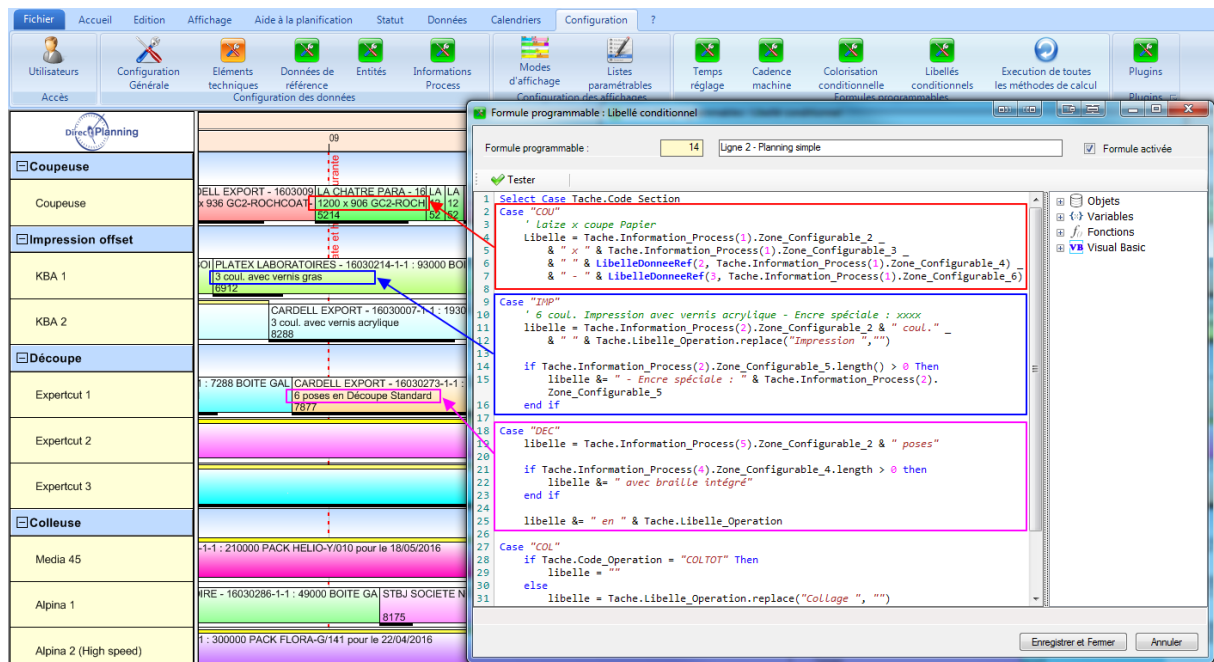 Fichier Accueil Edition Affichage Aide à la planification Statut Données Calendriers Configuration ?
Utilisateurs
Configuration Générale
Eléments techniques
Données de référence
Entités
Informations Process
Modes d'affichage
Listes paramétrables
Temps réglage
Cadence machine
Colorisation conditionnelle
Libellés conditionnels
Execution de toutes les méthodes de calcul
Plugins
Accès
Configuration des données
Configuration des affichages
Formules programmables
Plugins
DirectPlanning
09
Coupeuse
Coupeuse
ELL EXPORT - 1603009 LA CHATRE PARA - 16 LA LA
x 936 GC2-ROCHCOAT- 1200 x 906 GC2-ROCH 12 12
5214 52 52
Impression offset
KBA 1
PLATEX LABORATOIRES - 16030214-1-1 : 93000 BOI
3 coul. avec vernis gras
6912
KBA 2
CARDELL EXPORT - 16030007-1-1 : 1930
3 coul. avec vernis acrylique
8288
Découpe
Expertcut 1
: 7288 BOITE GAL CARDELL EXPORT - 16030273-1-1 :
6 poses en Découpe Standard
7877
Expertcut 2
Expertcut 3
Colleuse
Media 45
-1-1 : 210000 PACK HELIO-Y/010 pour le 18/05/2016
Alpina 1
IRE - 16030286-1-1 : 49000 BOITE GA STBJ SOCIETE N
8175
Alpina 2 (High speed)
: 300000 PACK FLORA-G/141 pour le 22/04/2016
Formule programmable : Libellé conditionnel
Formule programmable : 14 Ligne 2 - Planning simple Formule activée
Tester
1 Select Case Tache.Code_Section
2 Case "COU"
3 ' laize x coupe Papier
4 Libelle = Tache.Information_Process(1).Zone_Configurable_2 _
5 & " x " & Tache.Information_Process(1).Zone_Configurable_3 _
6 & " " & LibelleDonneeRef(2, Tache.Information_Process(1).Zone_Configurable_4) _
7 & " - " & LibelleDonneeRef(3, Tache.Information_Process(1).Zone_Configurable_6)
8
9 Case "IMP"
10 ' 6 coul. Impression avec vernis acrylique - Encre spéciale : xxxx
11 libelle = Tache.Information_Process(2).Zone_Configurable_2 & " coul." _
12 & " " & Tache.Libelle_Operation.replace("Impression ","")
13
14 if Tache.Information_Process(2).Zone_Configurable_5.length() > 0 Then
15 libelle &= " - Encre spéciale : " & Tache.Information_Process(2).
Zone_Configurable_5
16 end if
17
18 Case "DEC"
19 libelle = Tache.Information_Process(5).Zone_Configurable_2 & " poses"
20
21 if Tache.Information_Process(4).Zone_Configurable_4.length > 0 then
22 libelle &= " avec braille intégré"
23 end if
24
25 libelle &= " en " & Tache.Libelle_Operation
26
27 Case "COL"
28 if Tache.Code_Operation = "COLTOT" Then
29 libelle = ""
30 else
31 libelle = Tache.Libelle_Operation.replace("Collage ", "")
Objets
Variables
Fonctions
VB Visual Basic
Enregistrer et Fermer Annuler